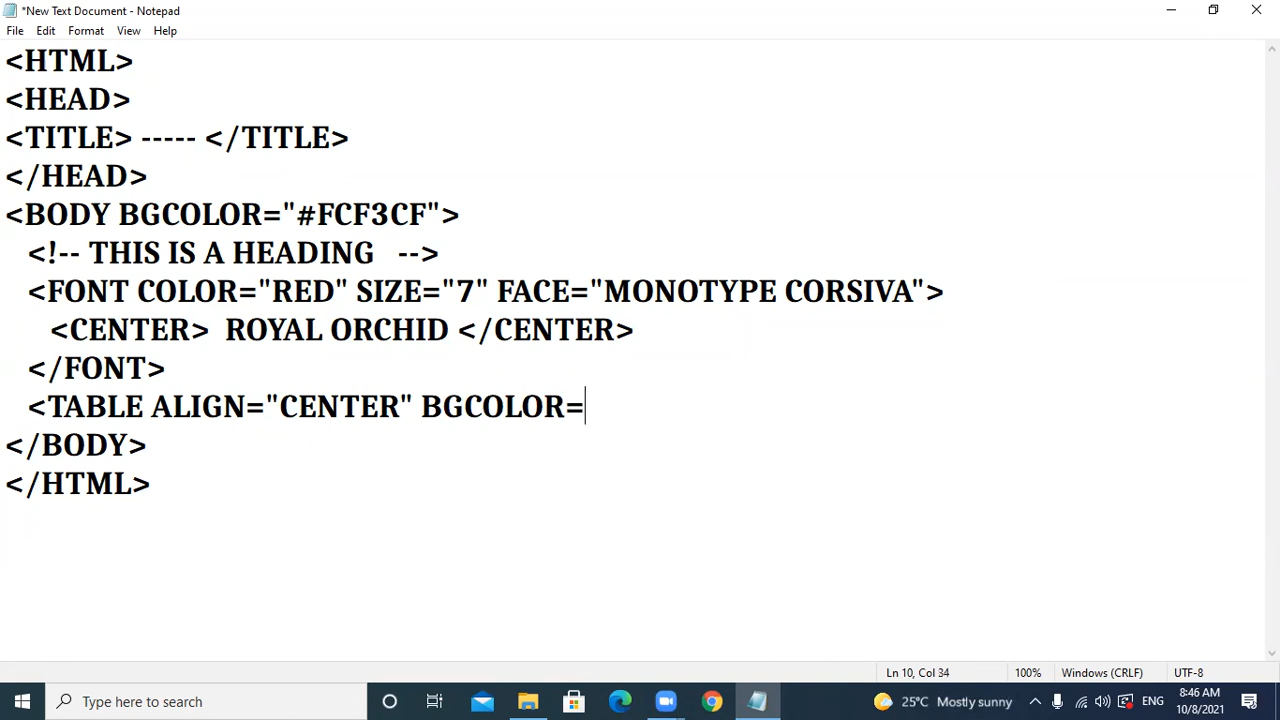 *New Text Document - Notepad
File Edit Format View Help
<HTML>
<HEAD>
<TITLE> ----- </TITLE>
</HEAD>
<BODY BGCOLOR="#FCF3CF">
<!-- THIS IS A HEADING -->
<FONT COLOR="RED" SIZE="7" FACE="MONOTYPE CORSIVA">
<CENTER> ROYAL ORCHID </CENTER>
</FONT>
<TABLE ALIGN="CENTER" BGCOLOR=
</BODY>
</HTML>
Ln 10, Col 34 100% Windows (CRLF) UTF-8
Type here to search 25°C Mostly sunny ENG 8:46 AM
10/8/2021